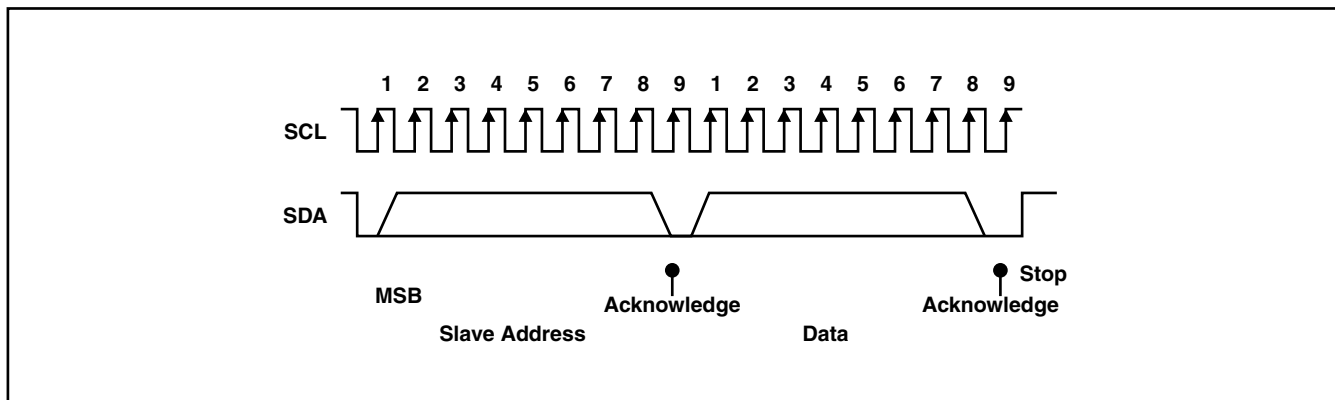 1 2 3 4 5 6 7 8 9 1 2 3 4 5 6 7 8 9
SCL
SDA
MSB
Acknowledge
Stop
Acknowledge
Slave Address
Data